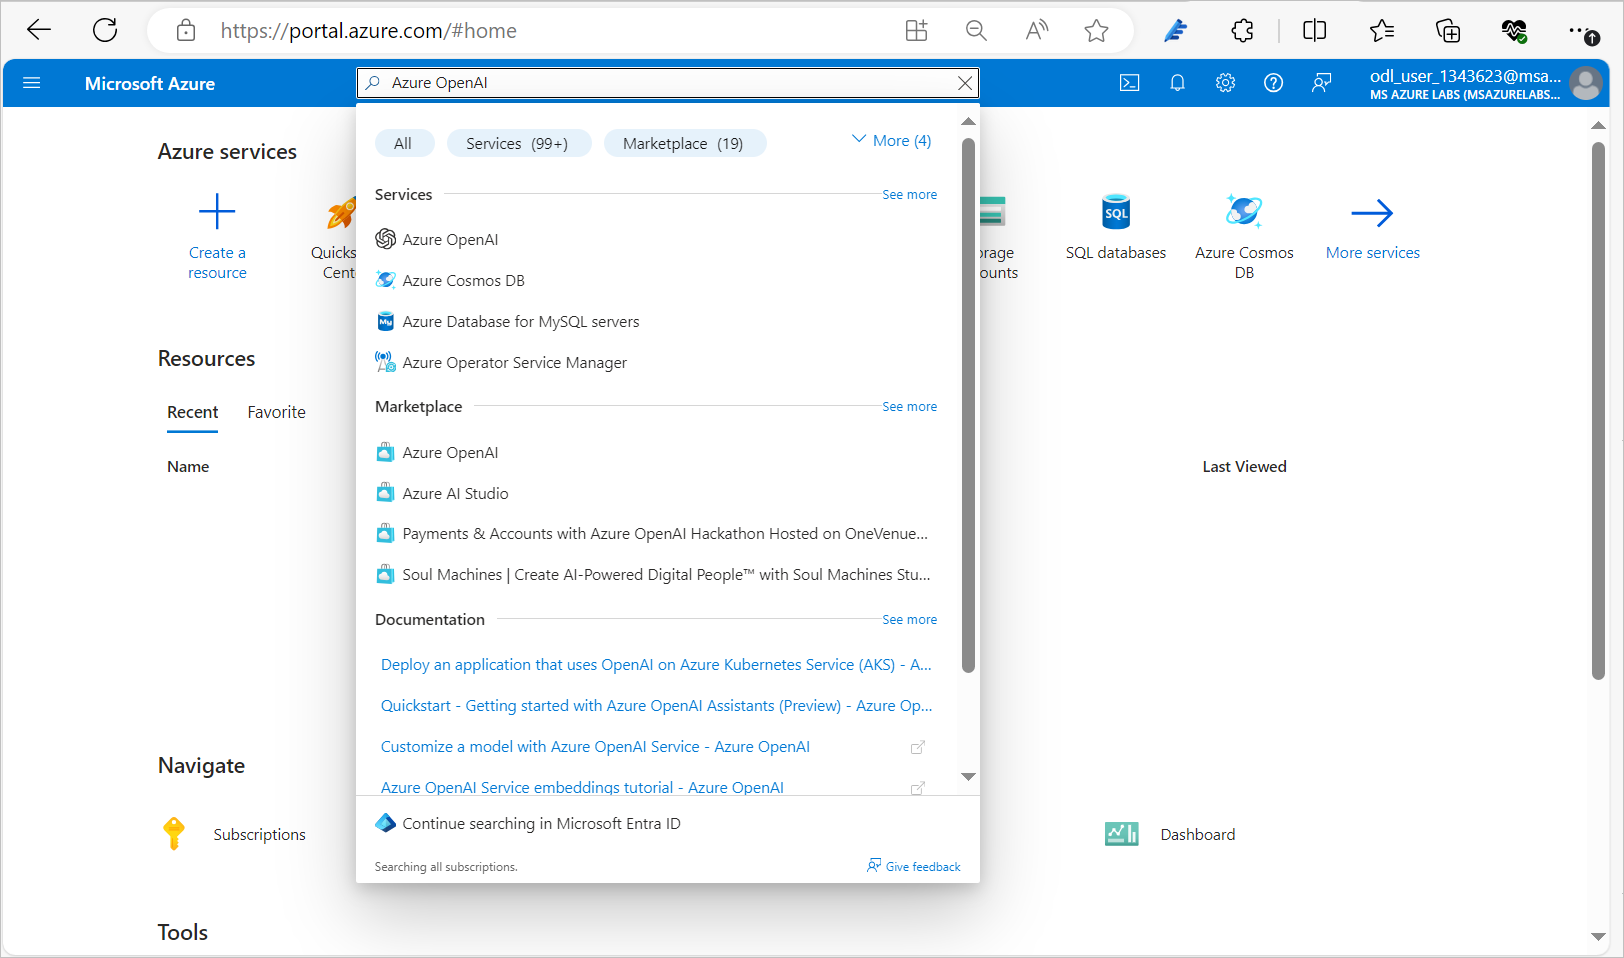 https://portal.azure.com/#home
Microsoft Azure
Azure OpenAI
odl_user_1343623@msa...
MS AZURE LABS (MSAZURELABS...
All
Services (99+)
Marketplace (19)
More (4)
Services
See more
Azure OpenAI
Azure Cosmos DB
Azure Database for MySQL servers
Azure Operator Service Manager
Marketplace
See more
Azure OpenAI
Azure AI Studio
Payments & Accounts with Azure OpenAI Hackathon Hosted on OneVenue...
Soul Machines | Create AI-Powered Digital People™ with Soul Machines Stu...
Documentation
See more
Deploy an application that uses OpenAI on Azure Kubernetes Service (AKS) - A...
Quickstart - Getting started with Azure OpenAI Assistants (Preview) - Azure Op...
Customize a model with Azure OpenAI Service - Azure OpenAI
Azure OpenAI Service embeddings tutorial - Azure OpenAI
Continue searching in Microsoft Entra ID
Searching all subscriptions.
Give feedback
Azure services
Create a
resource
Quicks
Cent
orage
ounts
SQL
SQL databases
Azure Cosmos
DB
More services
Resources
Recent
Favorite
Name
Last Viewed
Navigate
Subscriptions
Dashboard
Tools